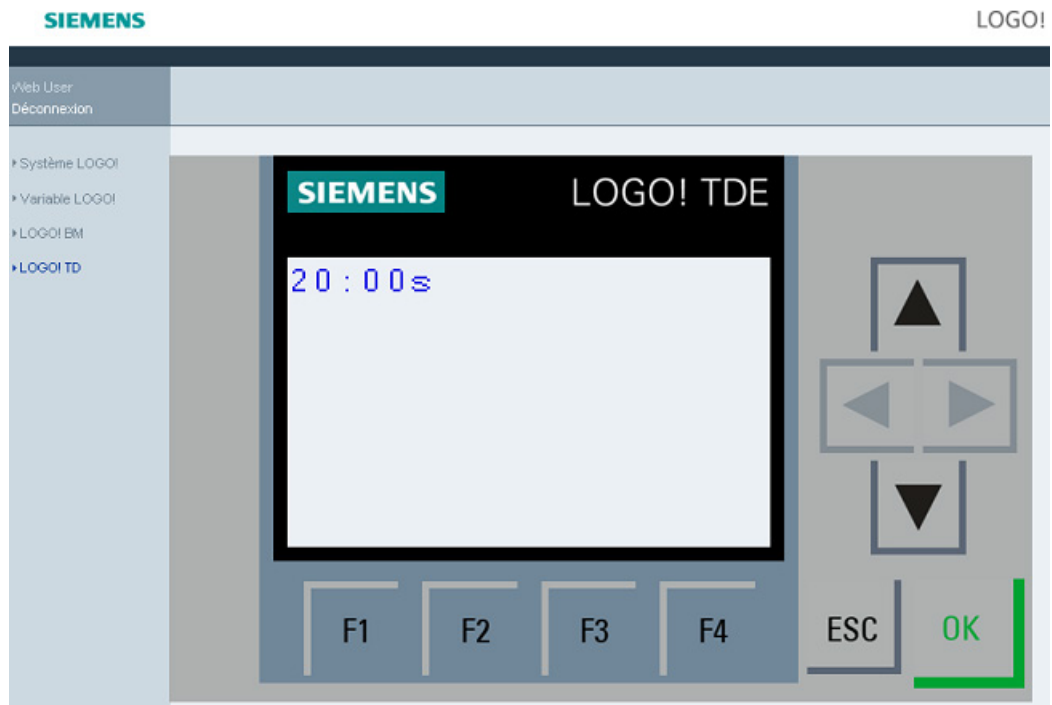 SIEMENS
LOGO!
Web User
Déconnexion
Système LOGO!
Variable LOGO!
LOGO! BM
LOGO! TD
SIEMENS
LOGO! TDE
20:00s
F1
F2
F3
F4
ESC
OK